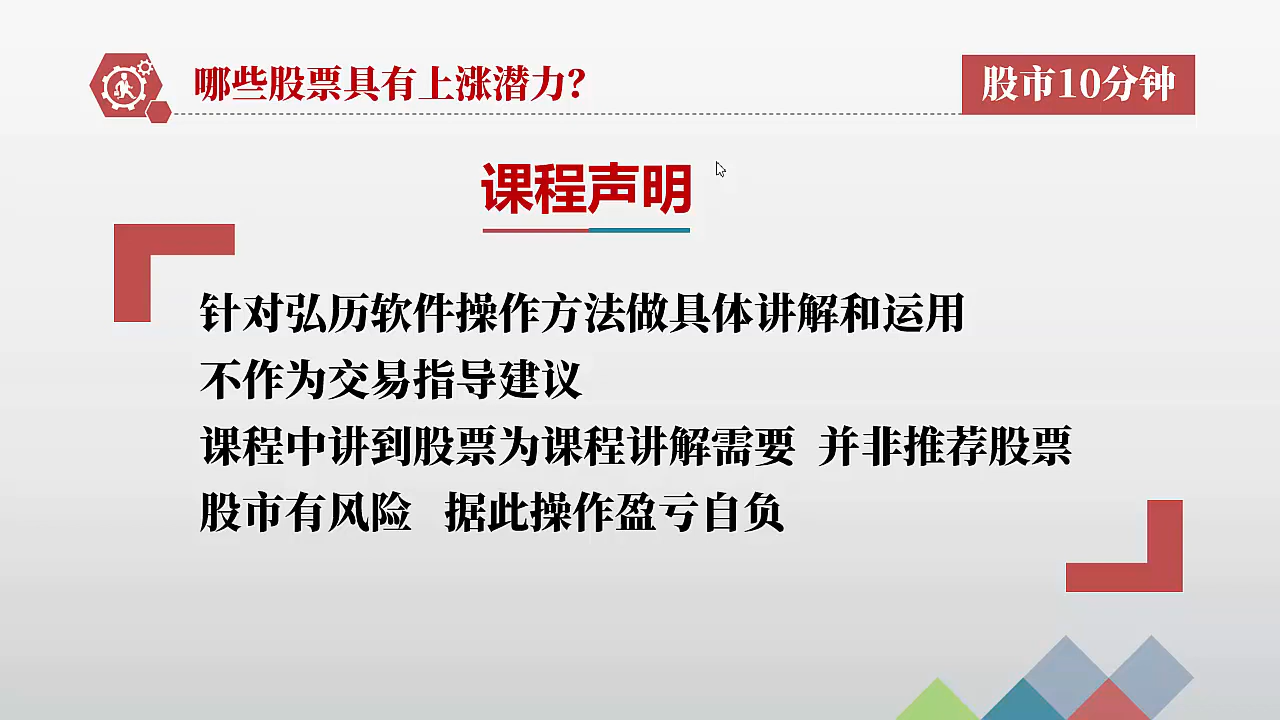 哪些股票具有上涨潜力?
股市10分钟
课程声明
针对弘历软件操作方法做具体讲解和运用
不作为交易指导建议
课程中讲到股票为课程讲解需要 并非推荐股票
股市有风险 据此操作盈亏自负